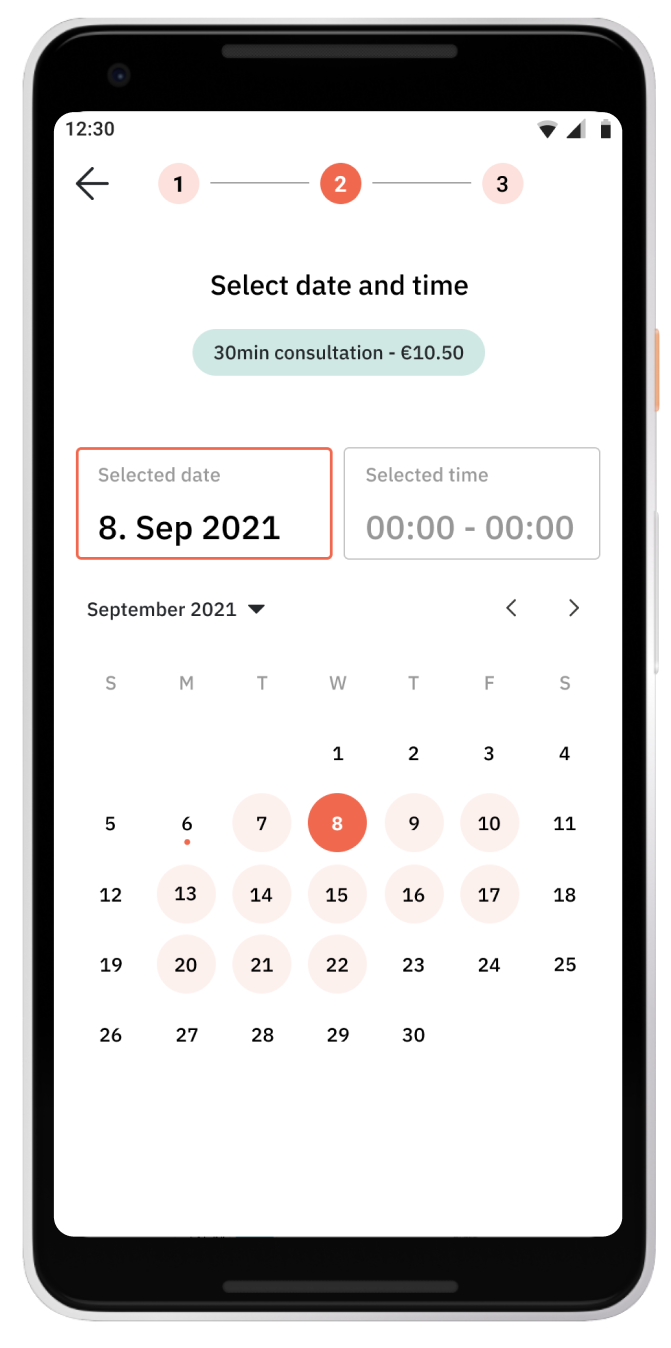 12:30
1 2 3
Select date and time
30min consultation - €10.50
Selected date Selected time
8. Sep 2021 00:00 - 00:00
September 2021
S M T W T F S
1 2 3 4
5 6 7 8 9 10 11
12 13 14 15 16 17 18
19 20 21 22 23 24 25
26 27 28 29 30